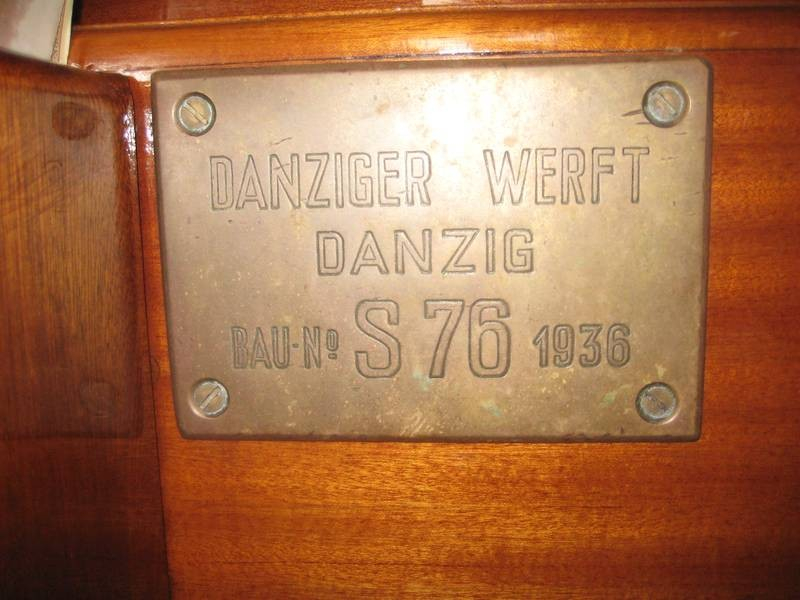 DANZIGER WERFT
DANZIG
BAU-Nº S 76 1936